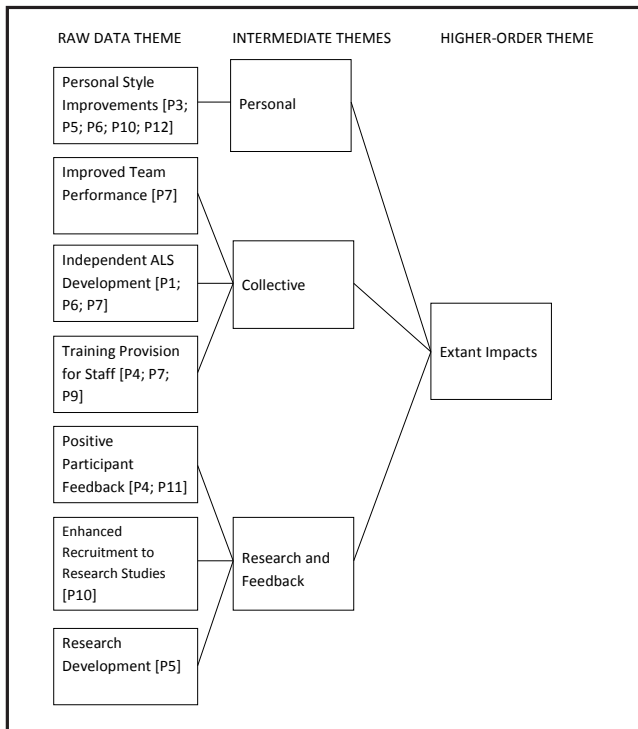 RAW DATA THEME
INTERMEDIATE THEMES
HIGHER-ORDER THEME
Personal Style
Improvements [P3;
P5; P6; P10; P12]
Personal
Improved Team
Performance [P7]
Independent ALS
Development [P1;
P6; P7]
Collective
Training Provision
for Staff [P4; P7;
P9]
Extant Impacts
Positive
Participant
Feedback [P4; P11]
Enhanced
Recruitment to
Research Studies
[P10]
Research and
Feedback
Research
Development [P5]